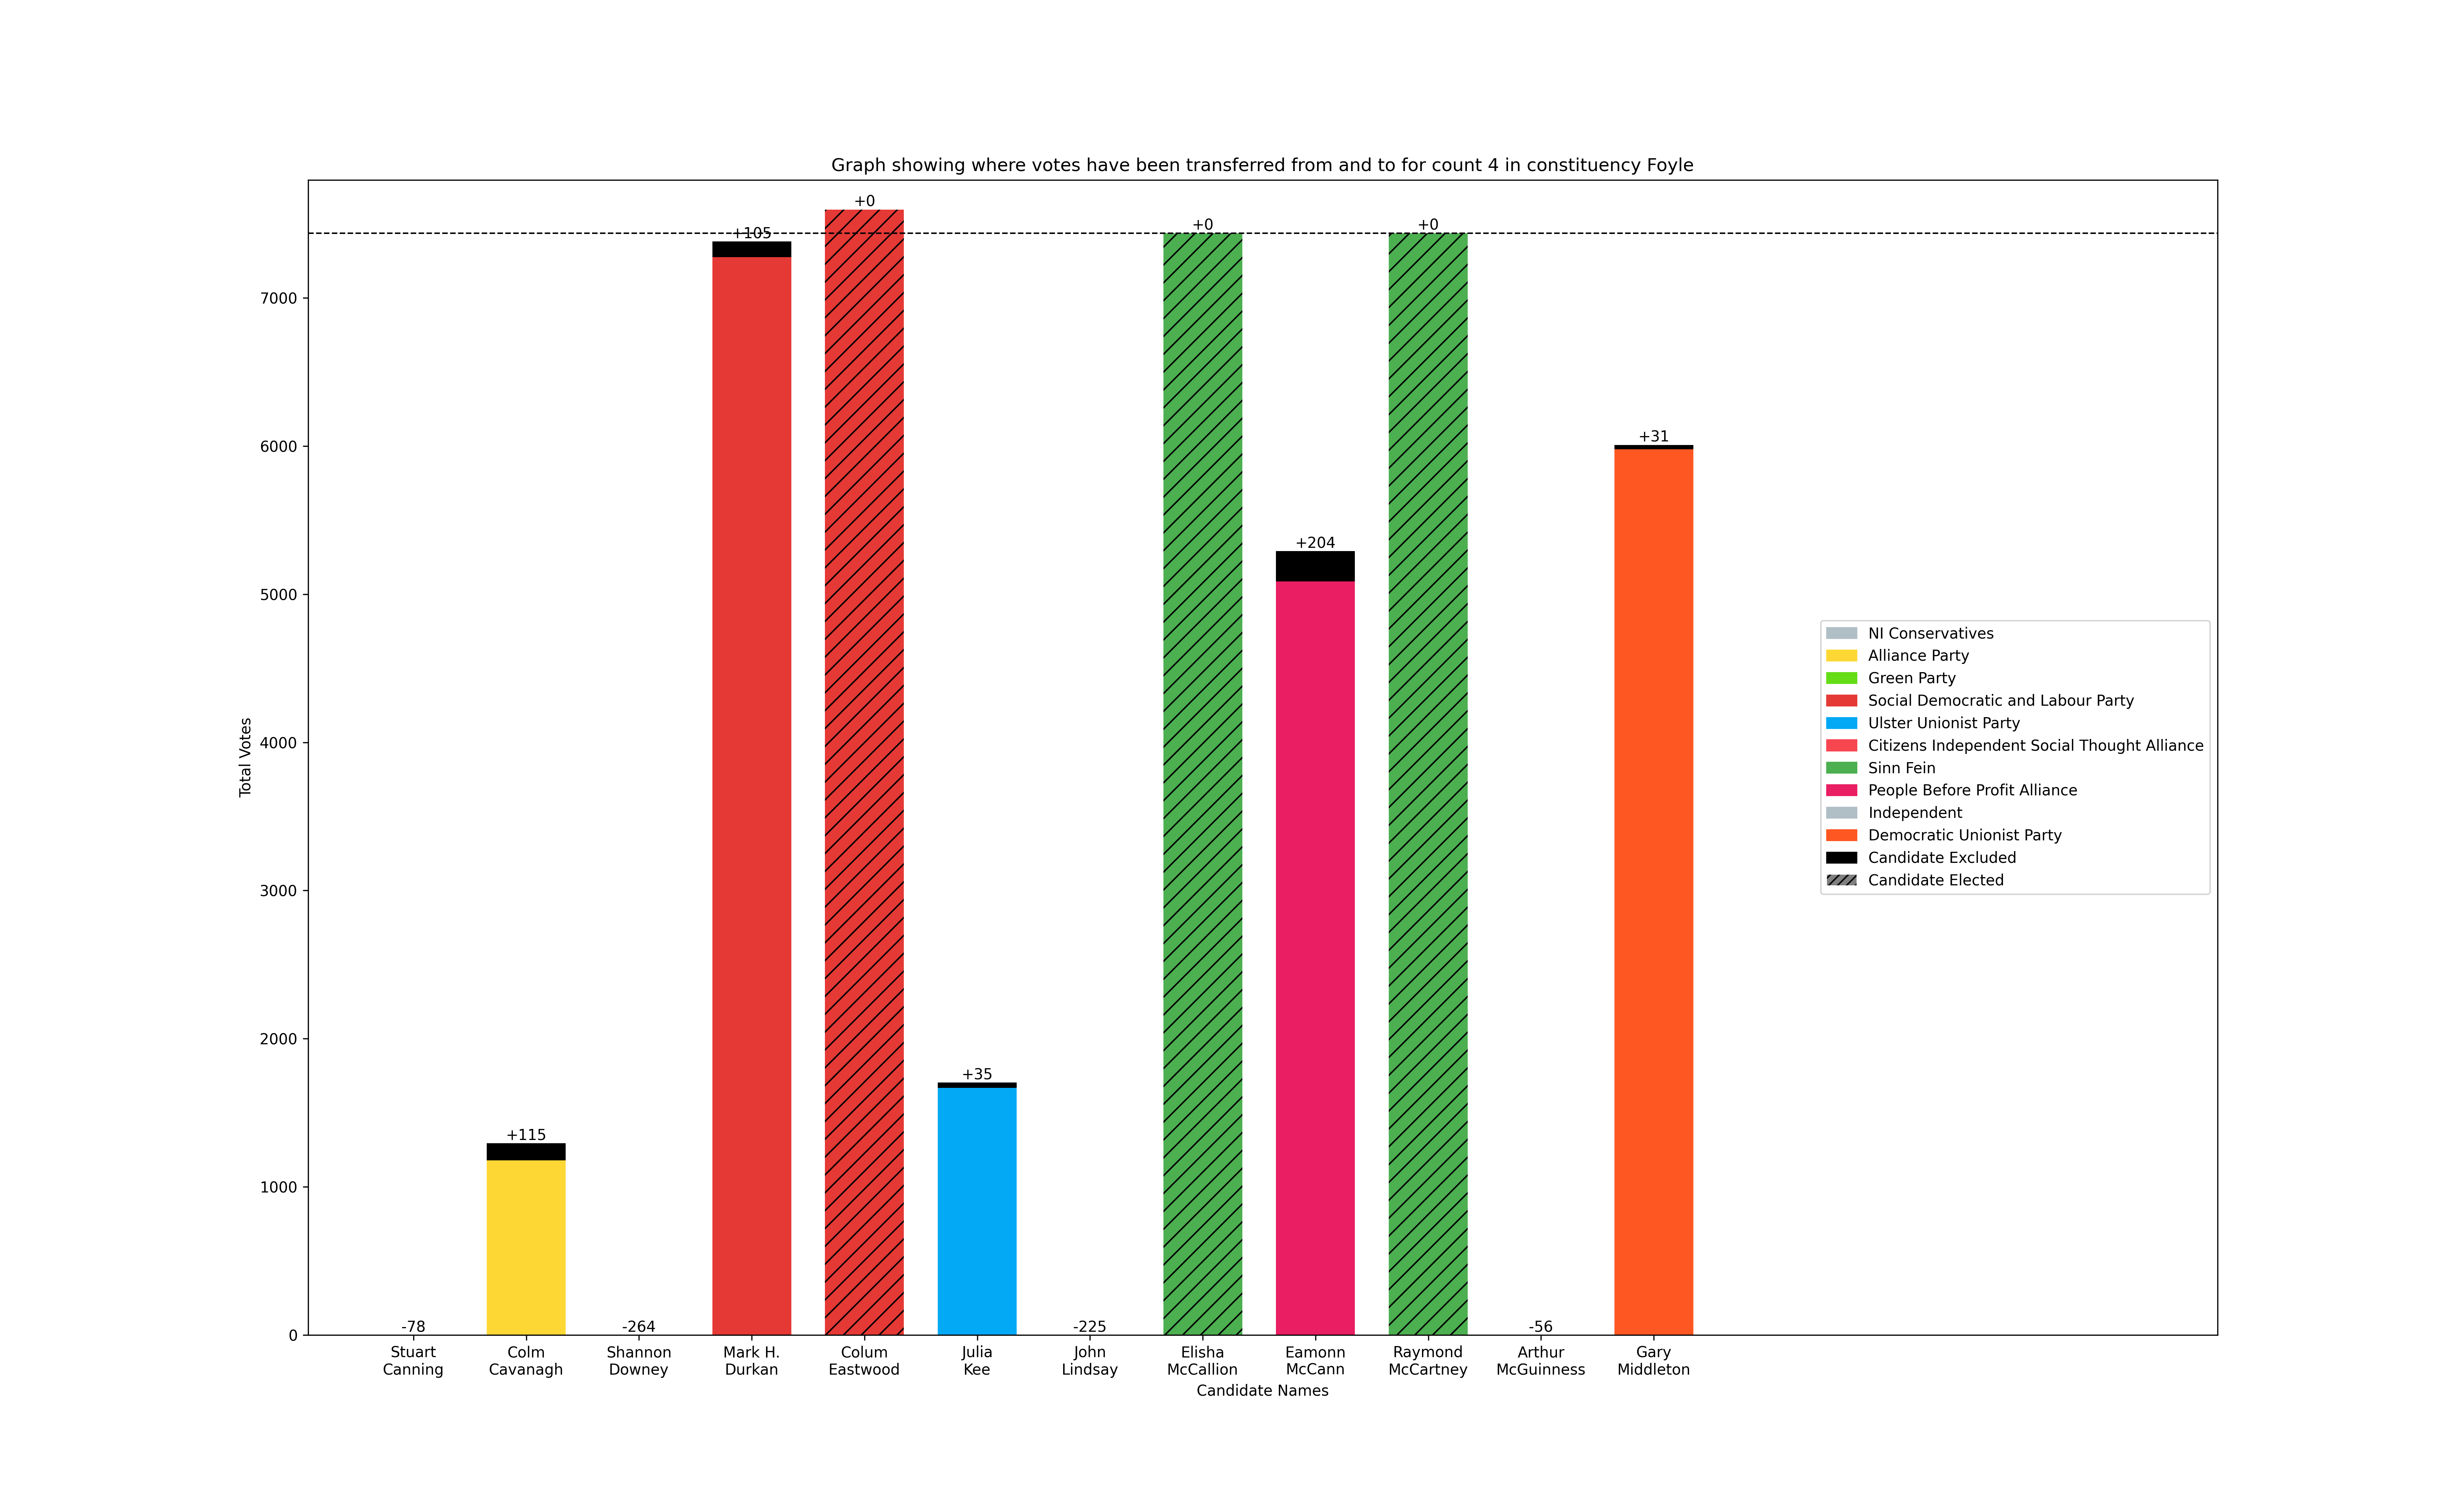 Graph showing where votes have been transferred from and to for count 4 in constituency Foyle
Total Votes
7000
6000
5000
4000
3000
2000
1000
0
-78
+115
-264
+105
+0
+35
-225
+0
+204
+0
-56
+31
Stuart
Canning
Colm
Cavanagh
Shannon
Downey
Mark H.
Durkan
Colum
Eastwood
Julia
Kee
John
Lindsay
Elisha
McCallion
Eamonn
McCann
Raymond
McCartney
Arthur
McGuinness
Gary
Middleton
Candidate Names
NI Conservatives
Alliance Party
Green Party
Social Democratic and Labour Party
Ulster Unionist Party
Citizens Independent Social Thought Alliance
Sinn Fein
People Before Profit Alliance
Independent
Democratic Unionist Party
Candidate Excluded
Candidate Elected